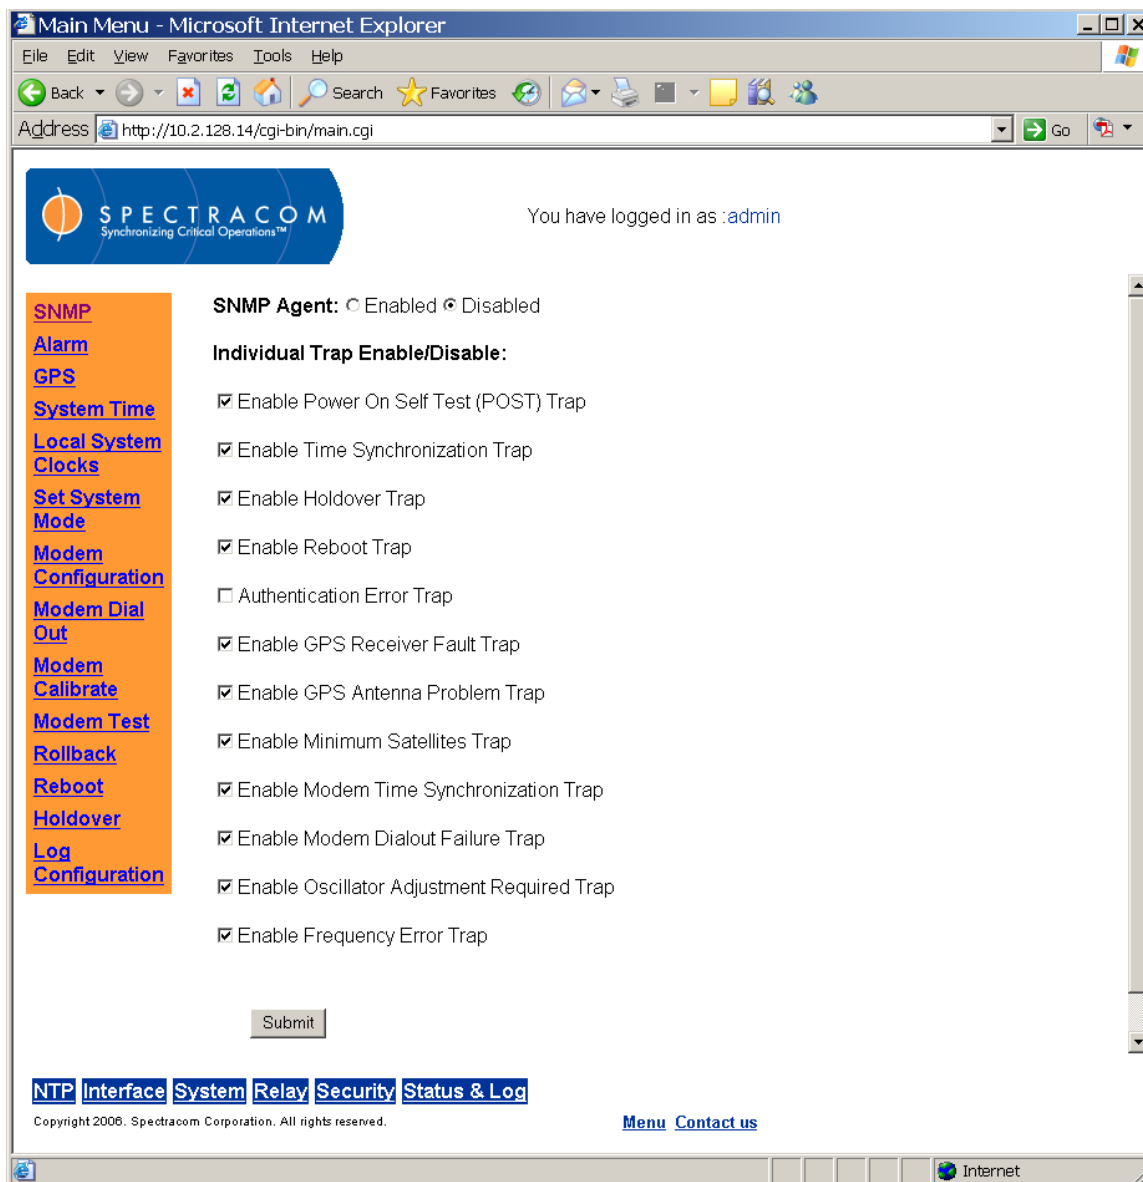 Main Menu - Microsoft Internet Explorer
File Edit View Favorites Tools Help
Back Search Favorites
Address http://10.2.128.14/cgi-bin/main.cgi Go
SPECTRACOM
Synchronizing Critical Operations™
You have logged in as :admin
SNMP
Alarm
GPS
System Time
Local System
Clocks
Set System
Mode
Modem
Configuration
Modem Dial
Out
Modem
Calibrate
Modem Test
Rollback
Reboot
Holdover
Log
Configuration
SNMP Agent: Enabled Disabled
Individual Trap Enable/Disable:
Enable Power On Self Test (POST) Trap
Enable Time Synchronization Trap
Enable Holdover Trap
Enable Reboot Trap
Authentication Error Trap
Enable GPS Receiver Fault Trap
Enable GPS Antenna Problem Trap
Enable Minimum Satellites Trap
Enable Modem Time Synchronization Trap
Enable Modem Dialout Failure Trap
Enable Oscillator Adjustment Required Trap
Enable Frequency Error Trap
Submit
NTP Interface System Relay Security Status & Log
Copyright 2006. Spectracom Corporation. All rights reserved.
Menu Contact us
Internet